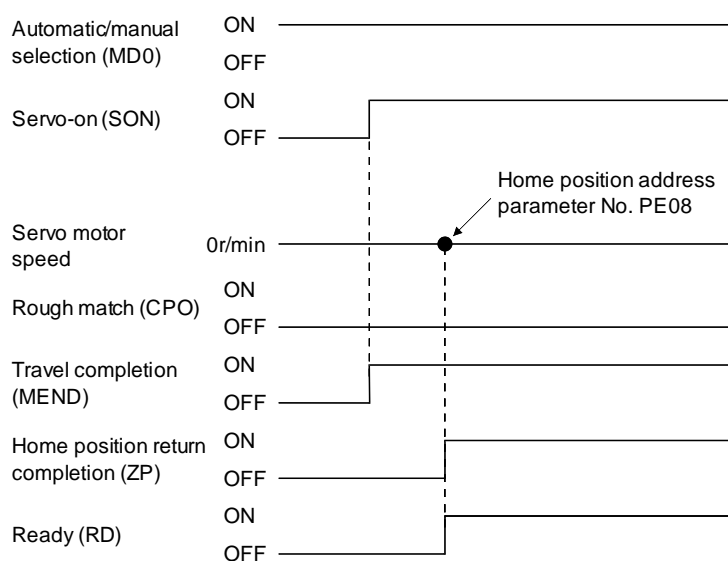 Automatic/manual
selection (MD0)
ON
OFF
Servo-on (SON)
ON
OFF
Home position address
parameter No. PE08
Servo motor
speed
0r/min
Rough match (CPO)
ON
OFF
Travel completion
(MEND)
ON
OFF
Home position return
completion (ZP)
ON
OFF
Ready (RD)
ON
OFF